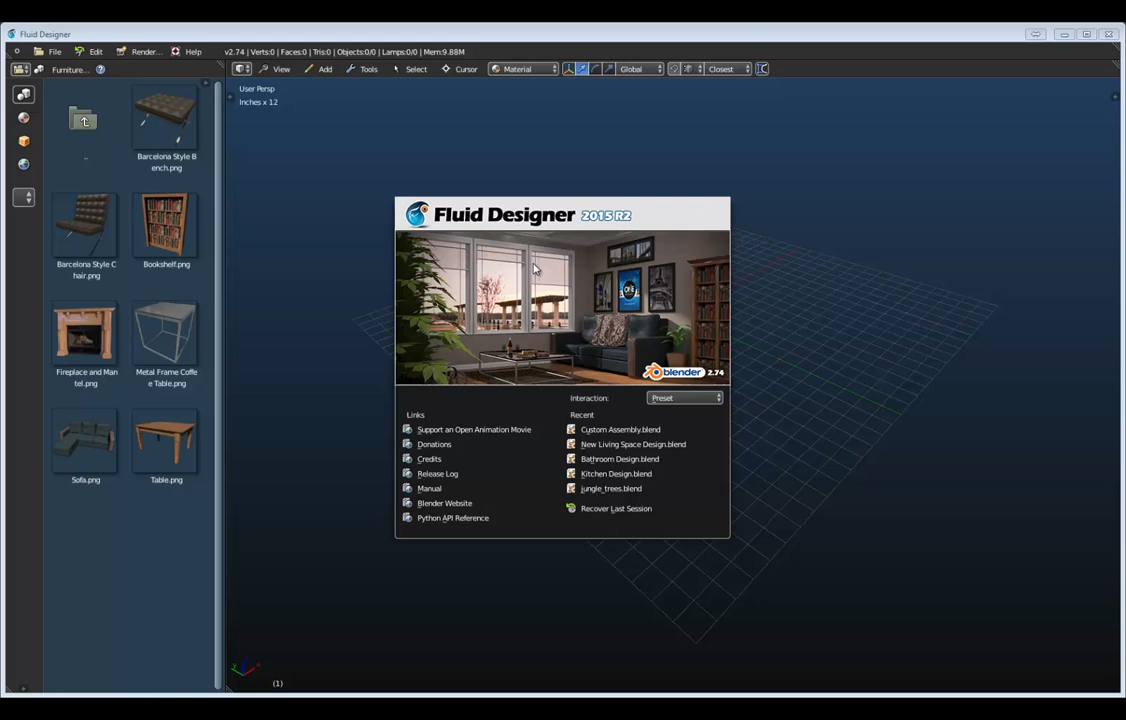 Fluid Designer
File Edit Render... Help v2.74 | Verts:0 | Faces:0 | Tris:0 | Objects:0/0 | Lamps:0/0 | Mem:9.88M
Furniture... View Add Tools Select Cursor Material Global Closest
User Persp
Inches x 12
..
Barcelona Style B
ench.png
Barcelona Style C
hair.png
Bookshelf.png
Fireplace and Man
tel.png
Metal Frame Coffe
e Table.png
Sofa.png
Table.png
Fluid Designer 2015 R2
blender 2.74
Interaction: Preset
Links
Support an Open Animation Movie
Donations
Credits
Release Log
Manual
Blender Website
Python API Reference
Recent
Custom Assembly.blend
New Living Space Design.blend
Bathroom Design.blend
Kitchen Design.blend
jungle_trees.blend
Recover Last Session
y x
(1)